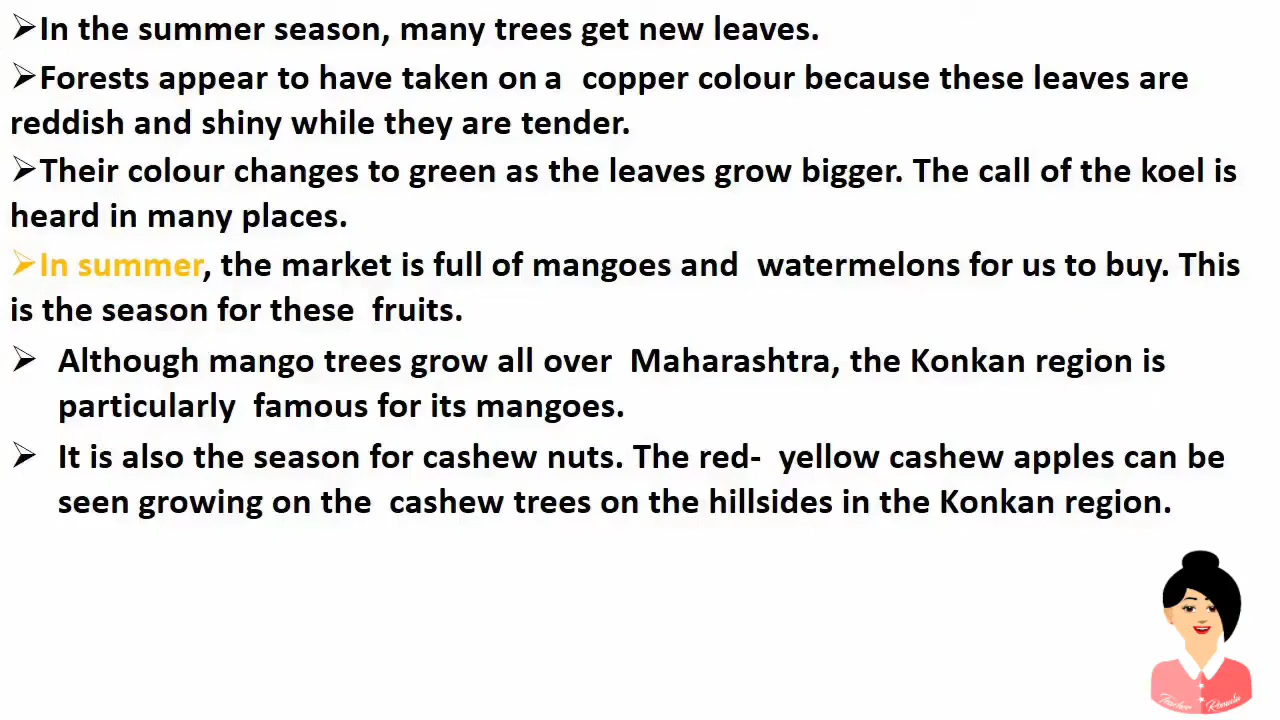 ➢In the summer season, many trees get new leaves.
➢Forests appear to have taken on a copper colour because these leaves are
reddish and shiny while they are tender.
➢Their colour changes to green as the leaves grow bigger. The call of the koel is
heard in many places.
➢In summer, the market is full of mangoes and watermelons for us to buy. This
is the season for these fruits.
➢ Although mango trees grow all over Maharashtra, the Konkan region is
particularly famous for its mangoes.
➢ It is also the season for cashew nuts. The red- yellow cashew apples can be
seen growing on the cashew trees on the hillsides in the Konkan region.
Teacher